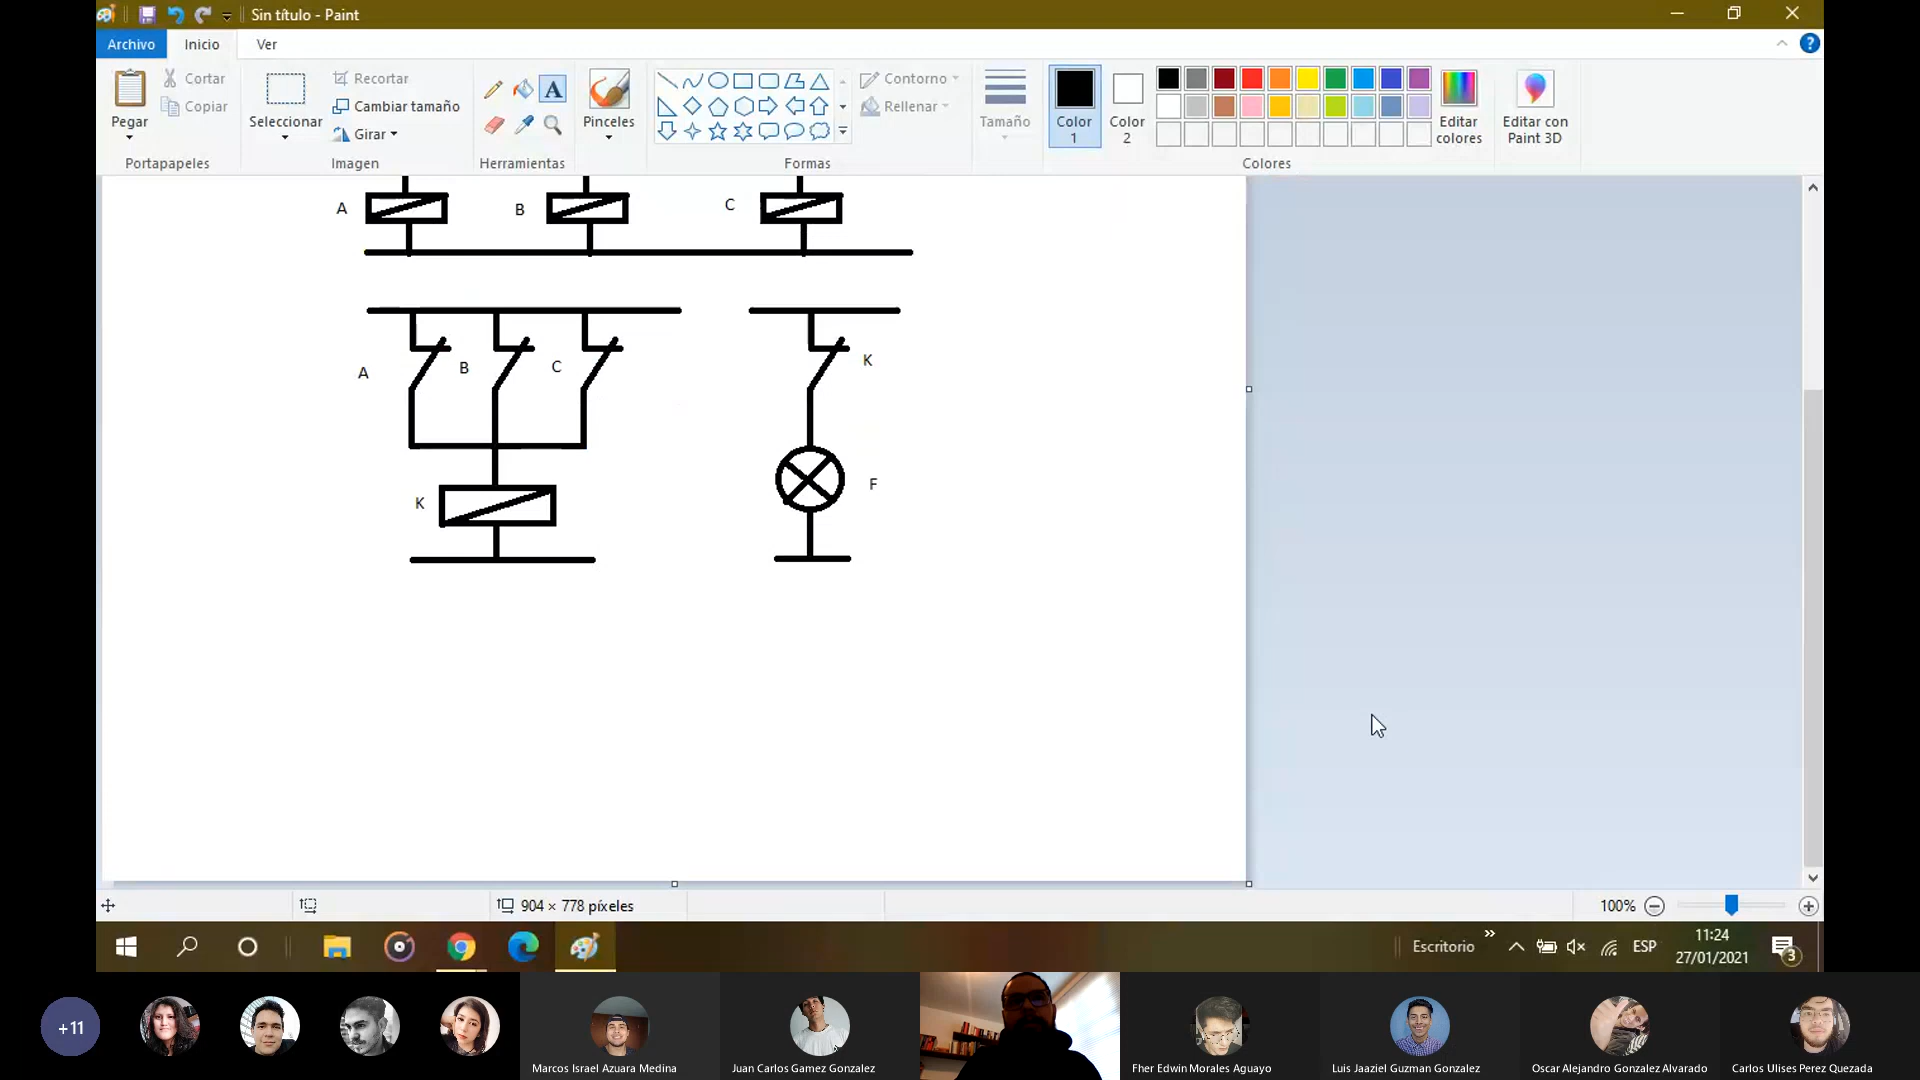 Sin título - Paint
Archivo
Inicio
Ver
Pegar
Cortar
Copiar
Portapapeles
Seleccionar
Recortar
Cambiar tamaño
Girar
Imagen
A
Herramientas
Pinceles
Contorno
Rellenar
Formas
Tamaño
Color
1
Color
2
Editar
colores
Editar con
Paint 3D
Colores
?
A
B
C
A
B
C
K
K
F
904 × 778 píxeles
100%
Escritorio
»
ESP
11:24
27/01/2021
3
+11
Marcos Israel Azuara Medina
Juan Carlos Gamez Gonzalez
Fher Edwin Morales Aguayo
Luis Jaaziel Guzman Gonzalez
Oscar Alejandro Gonzalez Alvarado
Carlos Ulises Perez Quezada